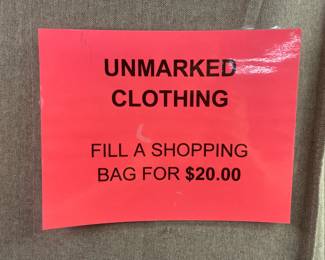 UNMARKED
CLOTHING
FILL A SHOPPING
BAG FOR $20.00